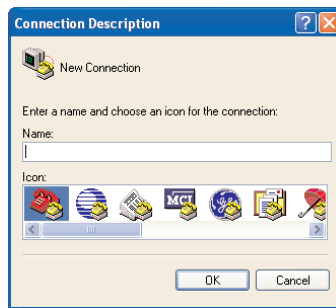 Connection Description
New Connection
Enter a name and choose an icon for the connection:
Name:
Icon:
MCI
OK
Cancel